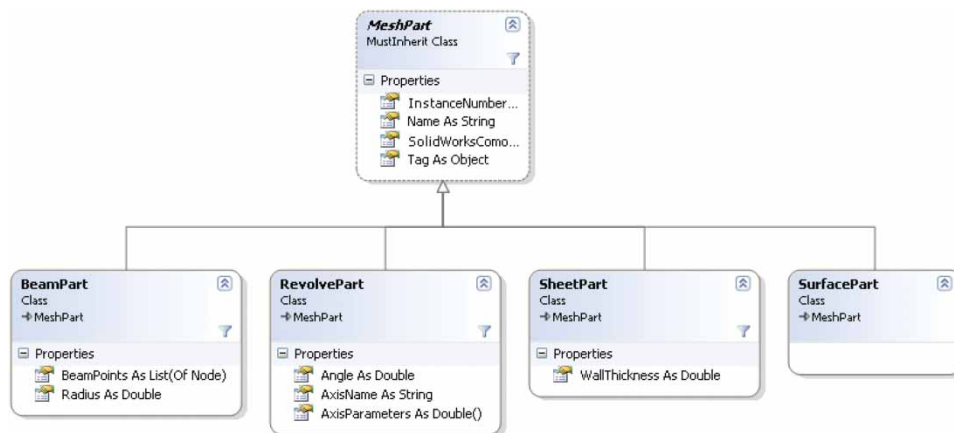 MeshPart
MustInherit Class
Properties
InstanceNumber...
Name As String
SolidWorksComo...
Tag As Object
BeamPart
Class
MeshPart
Properties
BeamPoints As List(Of Node)
Radius As Double
RevolvePart
Class
MeshPart
Properties
Angle As Double
AxisName As String
AxisParameters As Double()
SheetPart
Class
MeshPart
Properties
WallThickness As Double
SurfacePart
Class
MeshPart